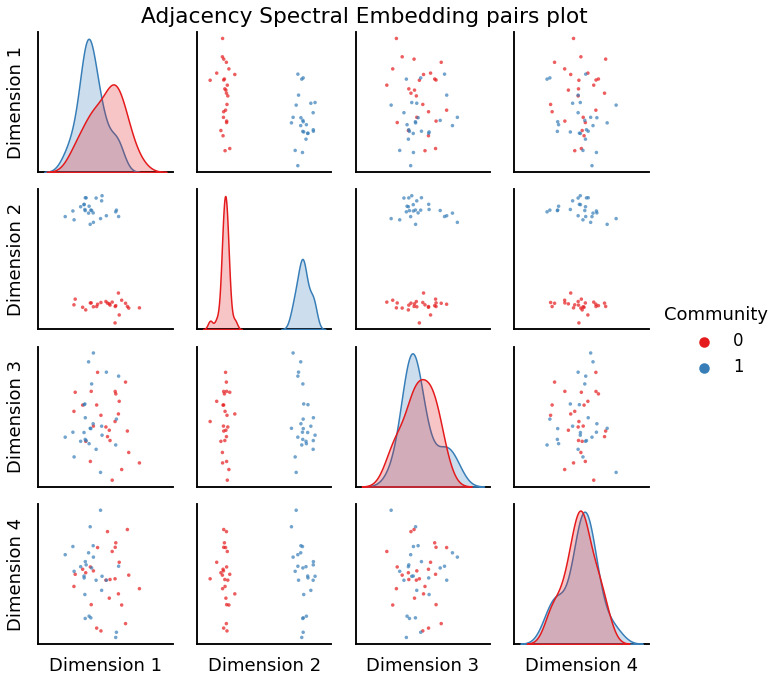 Adjacency Spectral Embedding pairs plot
Dimension 1
Dimension 2
Dimension 3
Dimension 4
Community
0
1
Dimension 1
Dimension 2
Dimension 3
Dimension 4